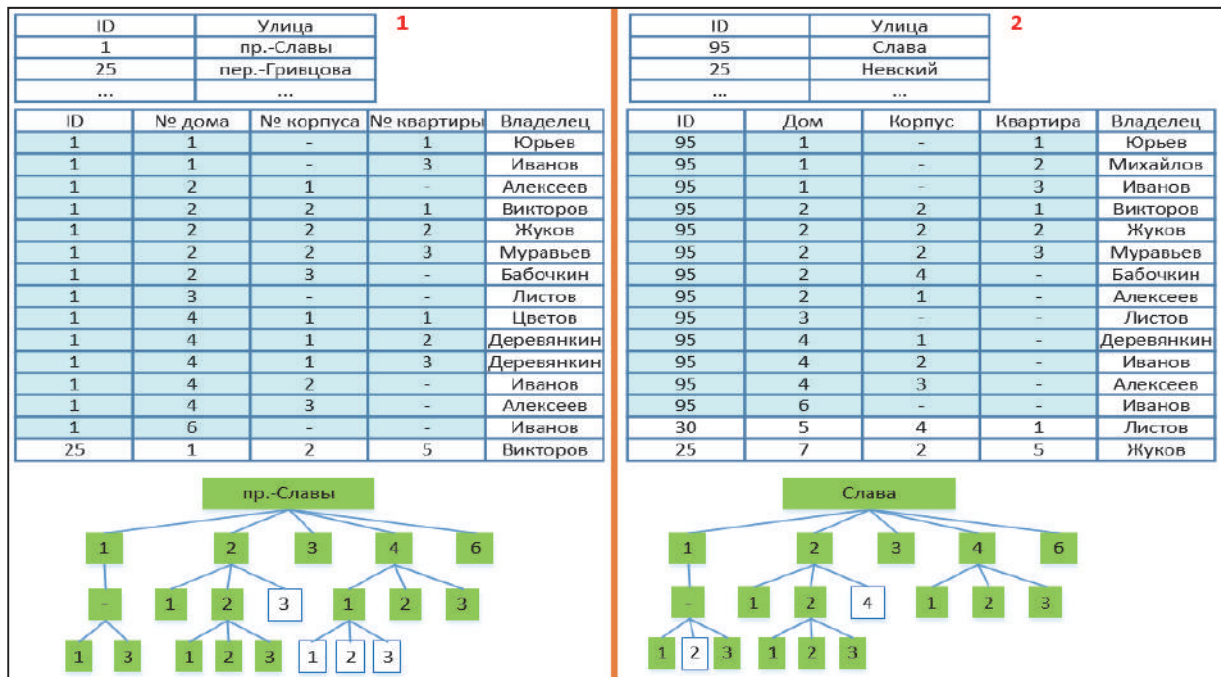 1
ID Улица
1 пр.-Славы
25 пер.-Гривцова
... ...
ID № дома № корпуса № квартиры Владелец
1 1 - 1 Юрьев
1 1 - 3 Иванов
1 2 1 - Алексеев
1 2 2 1 Викторов
1 2 2 2 Жуков
1 2 2 3 Муравьев
1 2 3 - Бабочкин
1 3 - - Листов
1 4 1 1 Цветов
1 4 1 2 Деревянкин
1 4 1 3 Деревянкин
1 4 2 - Иванов
1 4 3 - Алексеев
1 6 - - Иванов
25 1 2 5 Викторов
пр.-Славы
1 2 3 4 6
- 1 2 3 1 2 3
1 3 1 2 3 1 2 3
2
ID Улица
95 Слава
25 Невский
... ...
ID Дом Корпус Квартира Владелец
95 1 - 1 Юрьев
95 1 - 2 Михайлов
95 1 - 3 Иванов
95 2 2 1 Викторов
95 2 2 2 Жуков
95 2 2 3 Муравьев
95 2 4 - Бабочкин
95 2 1 - Алексеев
95 3 - - Листов
95 4 1 - Деревянкин
95 4 2 - Иванов
95 4 3 - Алексеев
95 6 - - Иванов
30 5 4 1 Листов
25 7 2 5 Жуков
Слава
1 2 3 4 6
- 1 2 4 1 2 3
1 2 3 1 2 3